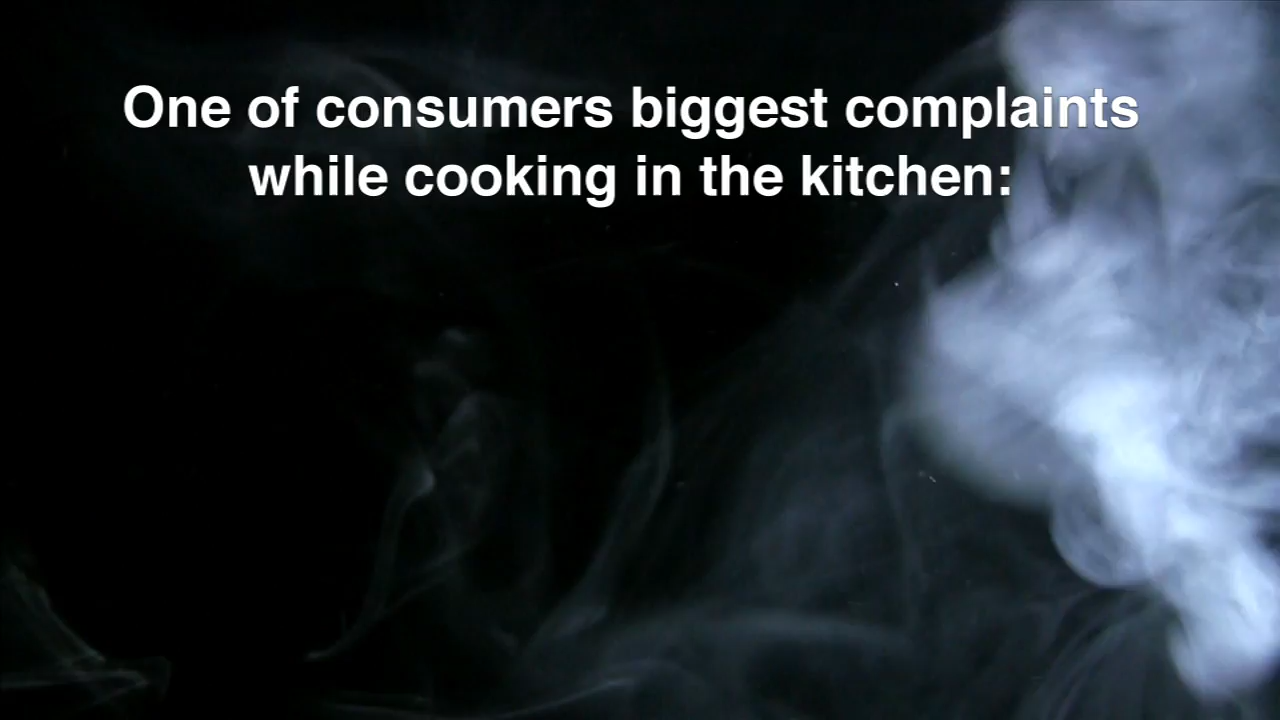 One of consumers biggest complaints
while cooking in the kitchen: